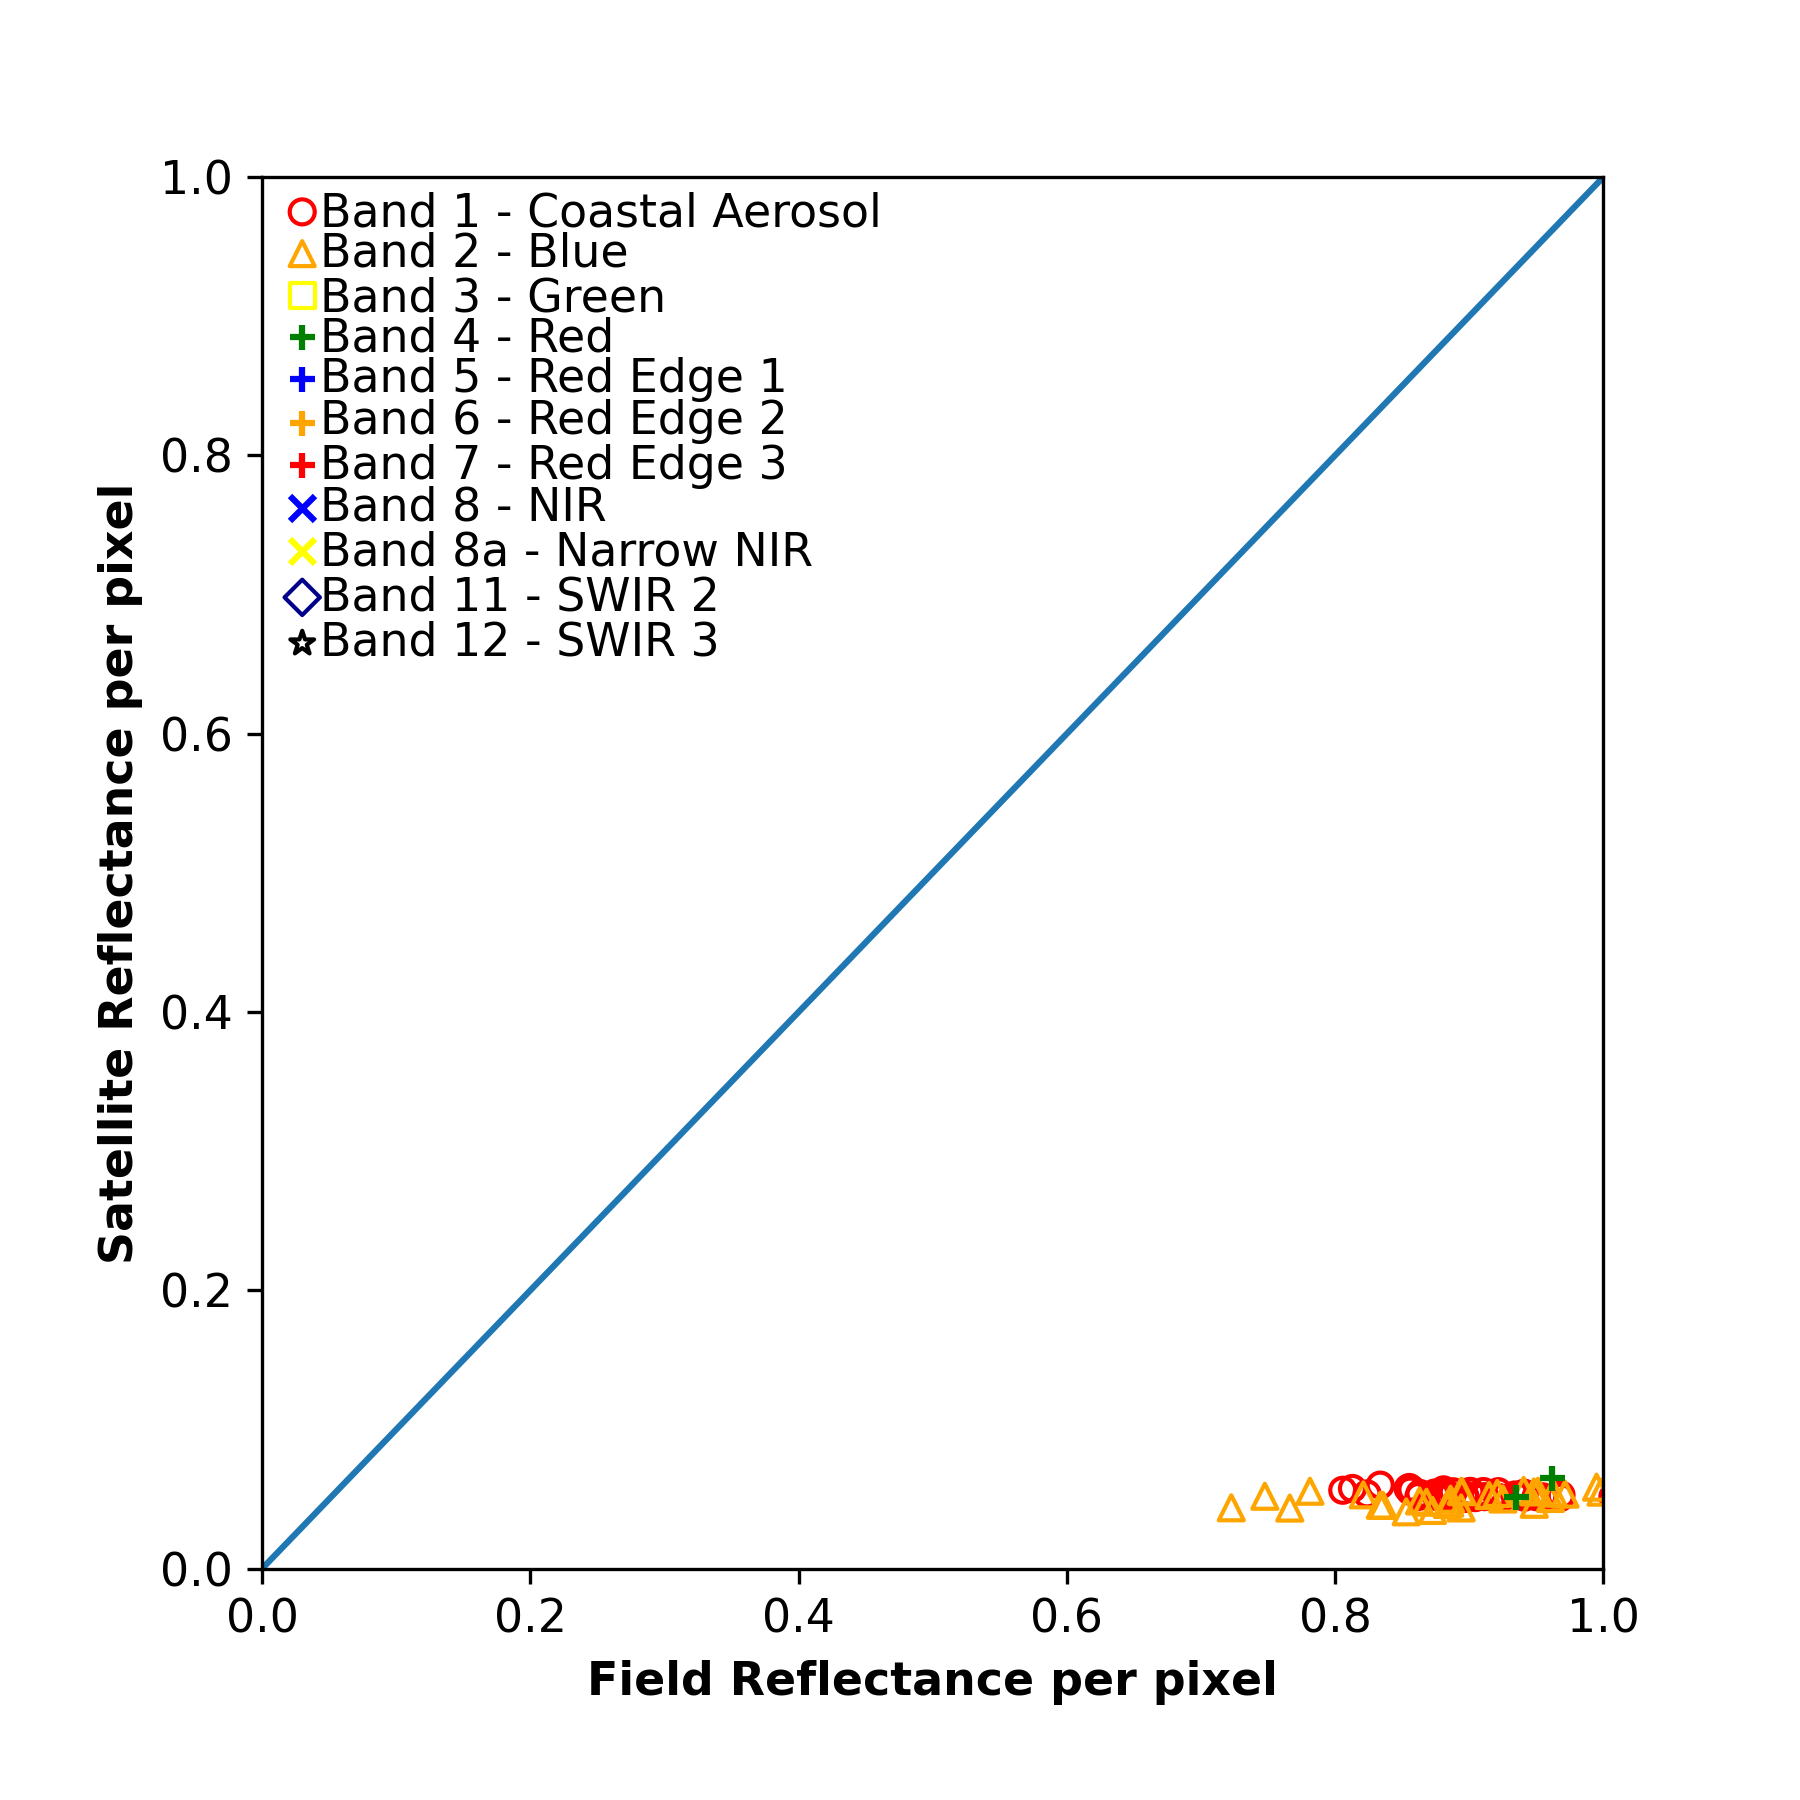 1.0
Band 1 - Coastal Aerosol
Band 2 - Blue
Band 3 - Green
Band 4 - Red
Band 5 - Red Edge 1
Band 6 - Red Edge 2
Band 7 - Red Edge 3
Band 8 - NIR
Band 8a - Narrow NIR
Band 11 - SWIR 2
Band 12 - SWIR 3
0.8
0.6
0.4
0.2
0.0
Satellite Reflectance per pixel
0.0 0.2 0.4 0.6 0.8 1.0
Field Reflectance per pixel